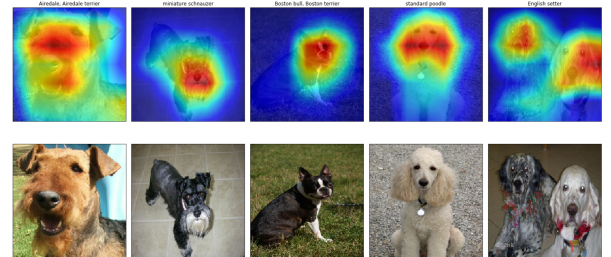 Airedale, Airedale terrier
miniature schnauzer
Boston bull, Boston terrier
standard poodle
English setter